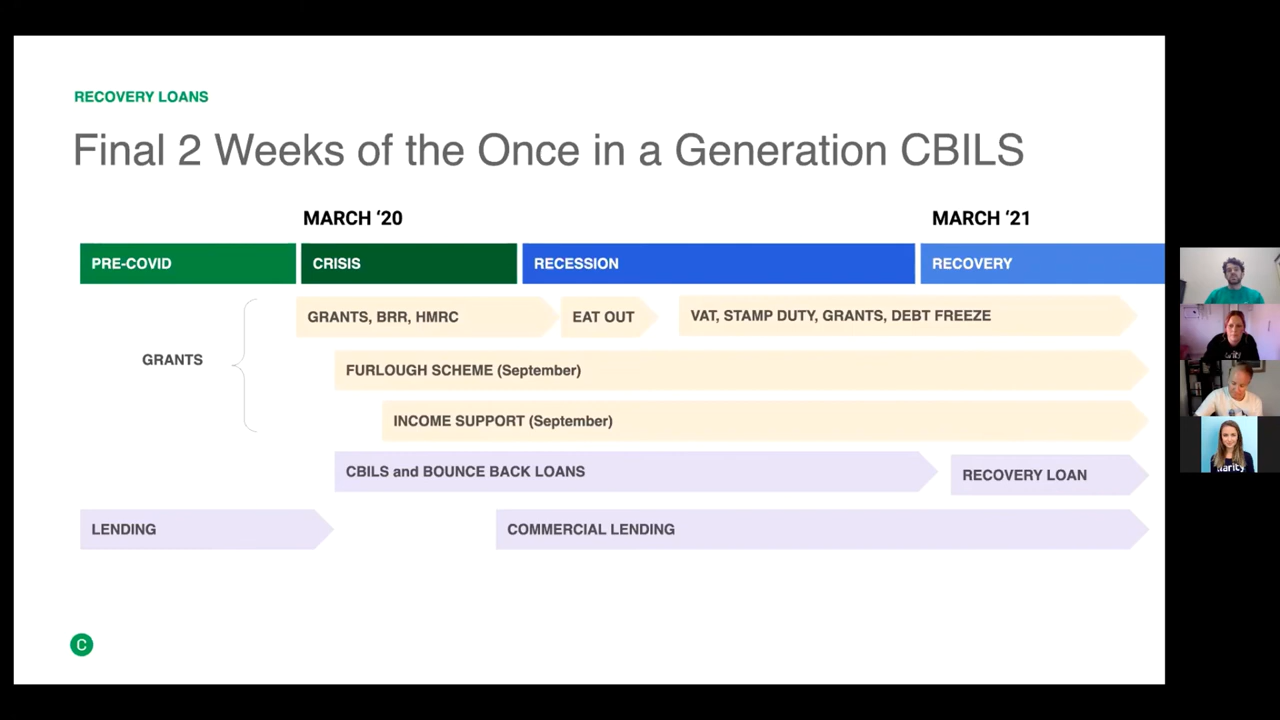 RECOVERY LOANS
Final 2 Weeks of the Once in a Generation CBILS
MARCH ‘20
MARCH ‘21
PRE-COVID
CRISIS
RECESSION
RECOVERY
GRANTS, BRR, HMRC
EAT OUT
VAT, STAMP DUTY, GRANTS, DEBT FREEZE
GRANTS
FURLOUGH SCHEME (September)
INCOME SUPPORT (September)
CBILS and BOUNCE BACK LOANS
RECOVERY LOAN
LENDING
COMMERCIAL LENDING
C